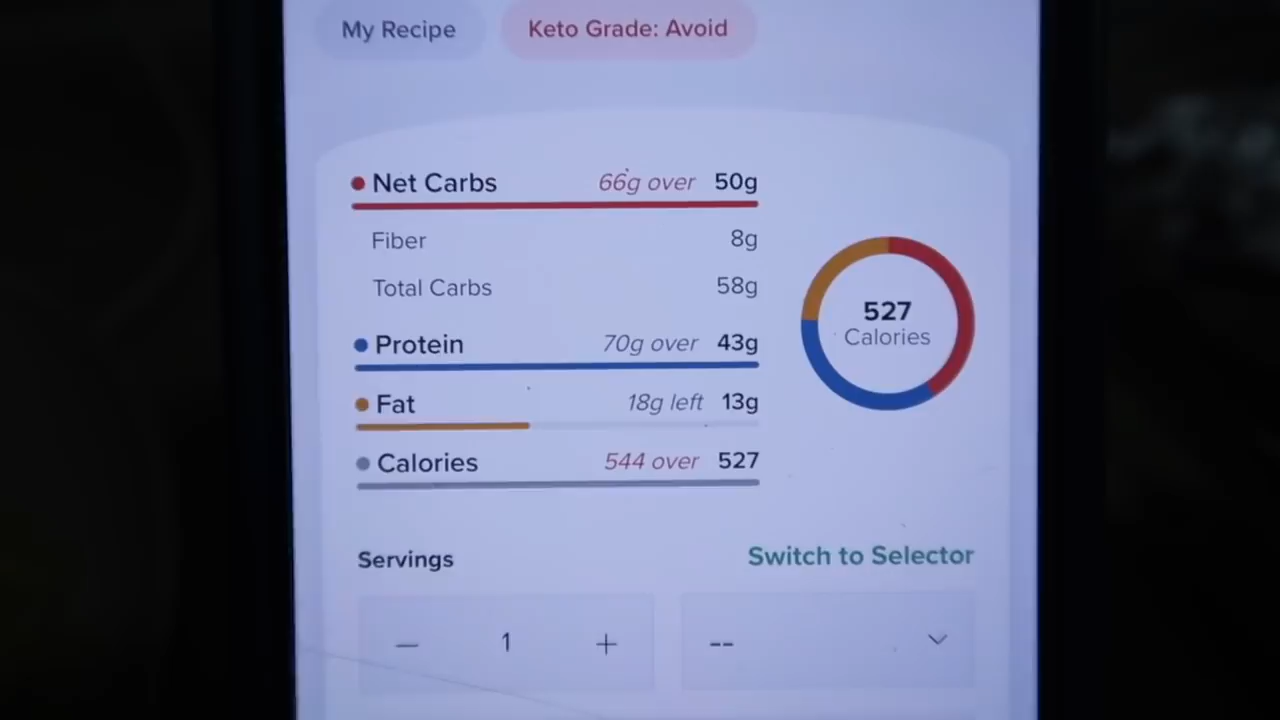 My Recipe Keto Grade: Avoid
Net Carbs 66g over 50g
Fiber 8g
Total Carbs 58g
Protein 70g over 43g
Fat 18g left 13g
Calories 544 over 527
527
Calories
Servings Switch to Selector
— 1 + --